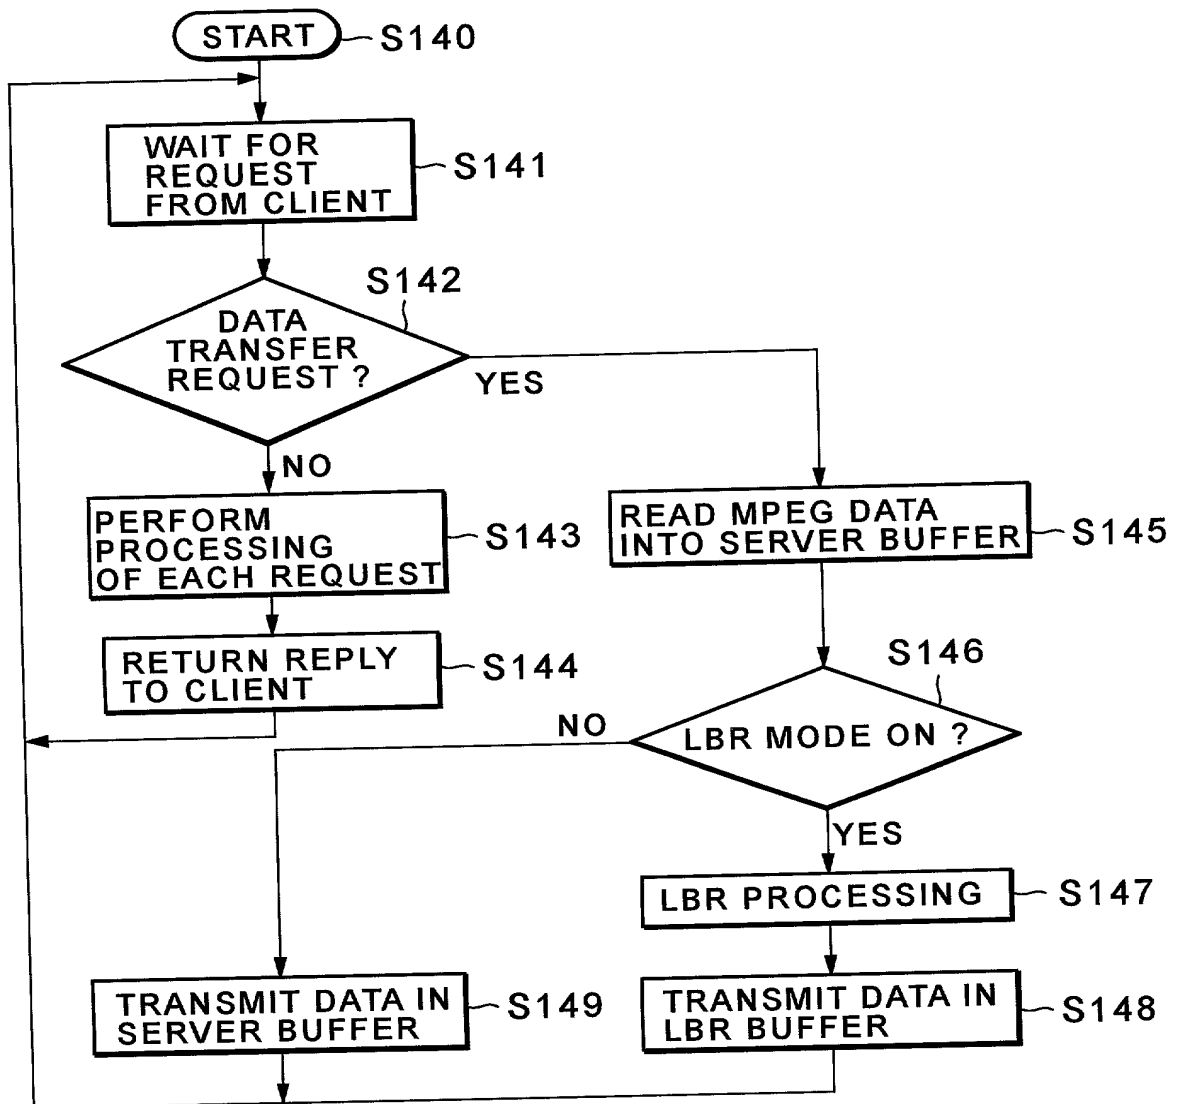 START
S140
WAIT FOR
REQUEST
FROM CLIENT
S141
S142
DATA
TRANSFER
REQUEST ?
YES
NO
PERFORM
PROCESSING
OF EACH REQUEST
S143
READ MPEG DATA
INTO SERVER BUFFER
S145
RETURN REPLY
TO CLIENT
S144
S146
LBR MODE ON ?
NO
YES
LBR PROCESSING
S147
TRANSMIT DATA IN
SERVER BUFFER
S149
TRANSMIT DATA IN
LBR BUFFER
S148